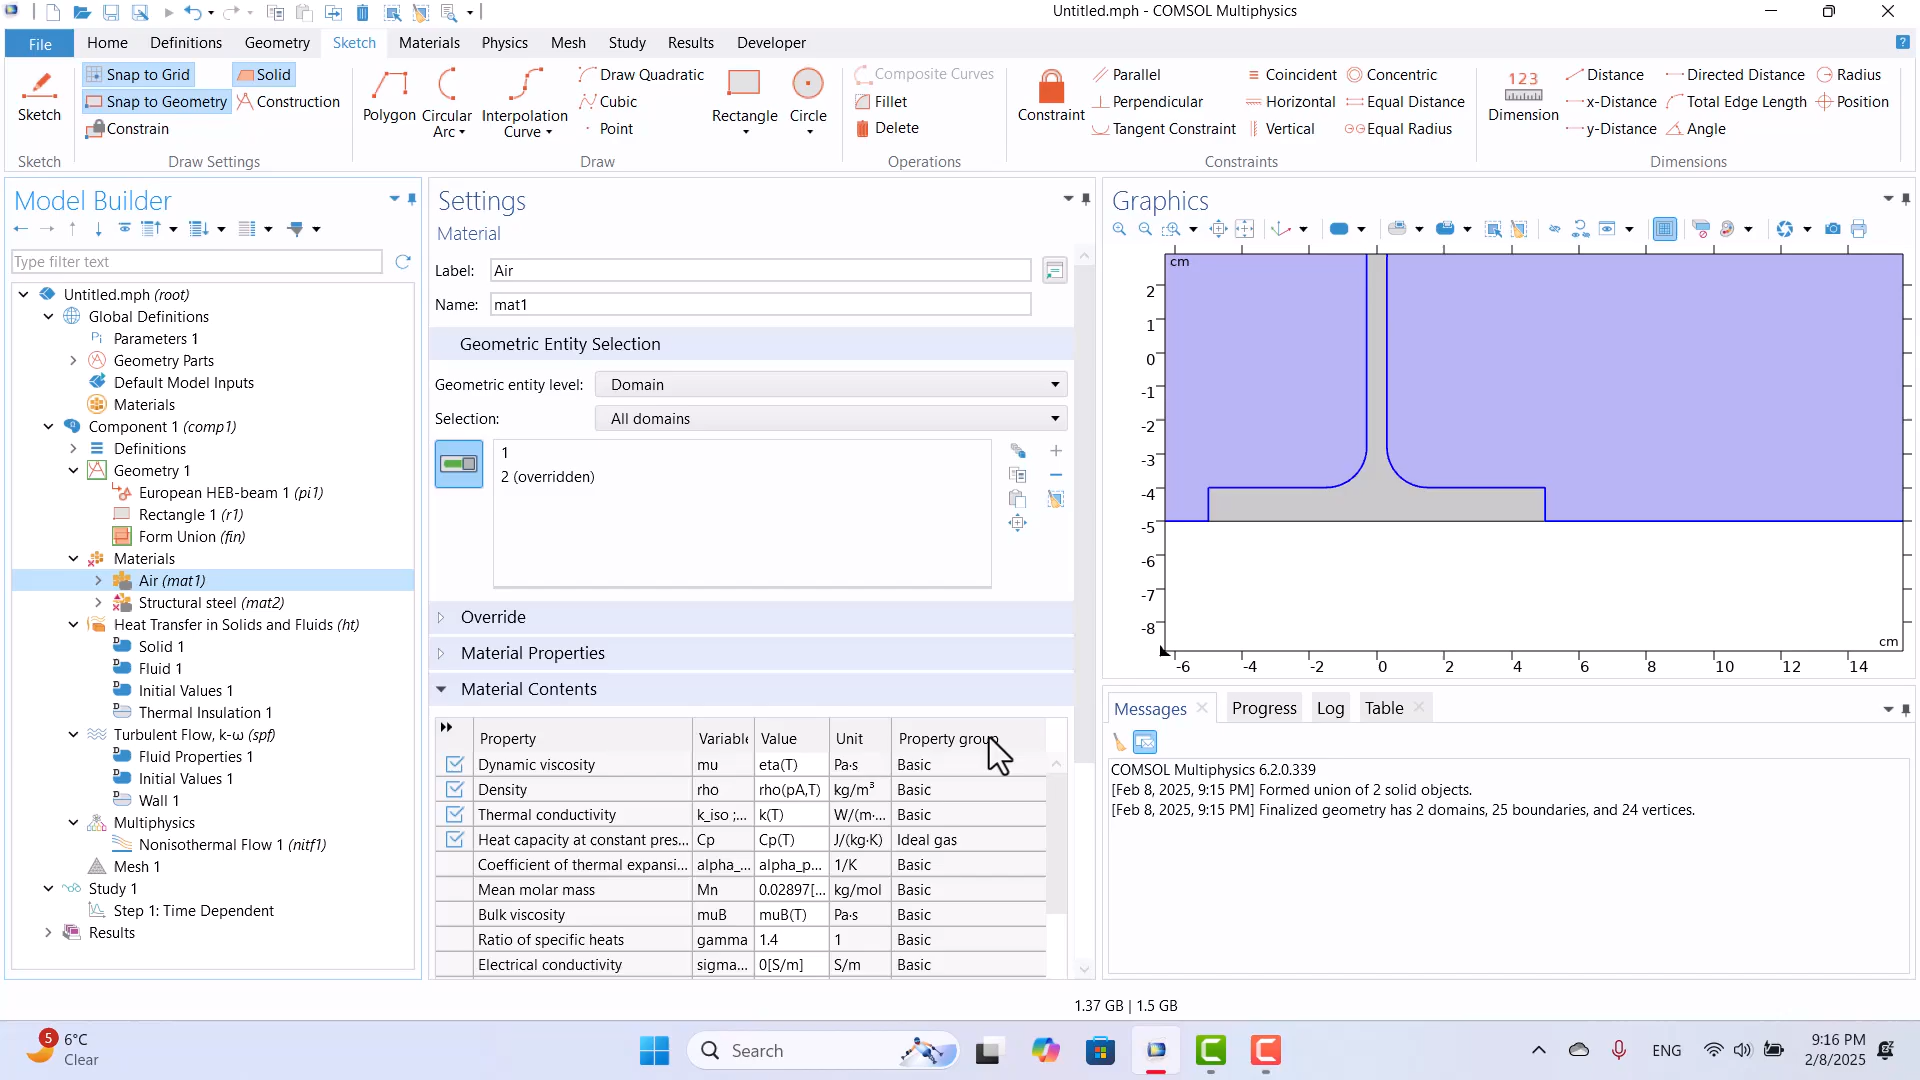 Untitled.mph - COMSOL Multiphysics
File
Home
Definitions
Geometry
Sketch
Materials
Physics
Mesh
Study
Results
Developer
Sketch
Snap to Grid
Solid
Snap to Geometry
Construction
Constrain
Polygon
Circular Arc
Interpolation Curve
Draw Quadratic
Cubic
Point
Rectangle
Circle
Composite Curves
Fillet
Delete
Constraint
Parallel
Perpendicular
Tangent Constraint
Coincident
Horizontal
Vertical
Concentric
Equal Distance
Equal Radius
123
Dimension
Distance
x-Distance
y-Distance
Directed Distance
Total Edge Length
Angle
Radius
Position
Sketch
Draw Settings
Draw
Operations
Constraints
Dimensions
Model Builder
Type filter text
Untitled.mph (root)
Global Definitions
Pi Parameters 1
Geometry Parts
Default Model Inputs
Materials
Component 1 (comp1)
Definitions
Geometry 1
European HEB-beam 1 (pi1)
Rectangle 1 (r1)
Form Union (fin)
Materials
Air (mat1)
Structural steel (mat2)
Heat Transfer in Solids and Fluids (ht)
Solid 1
Fluid 1
Initial Values 1
Thermal Insulation 1
Turbulent Flow, k-ω (spf)
Fluid Properties 1
Initial Values 1
Wall 1
Multiphysics
Nonisothermal Flow 1 (nitf1)
Mesh 1
Study 1
Step 1: Time Dependent
Results
Settings
Material
Label: Air
Name: mat1
Geometric Entity Selection
Geometric entity level: Domain
Selection: All domains
1
2 (overridden)
Override
Material Properties
Material Contents
Property Variable Value Unit Property group
Dynamic viscosity mu eta(T) Pa·s Basic
Density rho rho(pA,T) kg/m³ Basic
Thermal conductivity k_iso ;... k(T) W/(m·... Basic
Heat capacity at constant pres... Cp Cp(T) J/(kg·K) Ideal gas
Coefficient of thermal expansi... alpha_... alpha_p... 1/K Basic
Mean molar mass Mn 0.02897[... kg/mol Basic
Bulk viscosity muB muB(T) Pa·s Basic
Ratio of specific heats gamma 1.4 1 Basic
Electrical conductivity sigma... 0[S/m] S/m Basic
Graphics
cm
2
1
0
-1
-2
-3
-4
-5
-6
-7
-8
cm
-6 -4 -2 0 2 4 6 8 10 12 14
Messages
Progress
Log
Table
COMSOL Multiphysics 6.2.0.339
[Feb 8, 2025, 9:15 PM] Formed union of 2 solid objects.
[Feb 8, 2025, 9:15 PM] Finalized geometry has 2 domains, 25 boundaries, and 24 vertices.
1.37 GB | 1.5 GB
5
6°C
Clear
Search
ENG
9:16 PM
2/8/2025